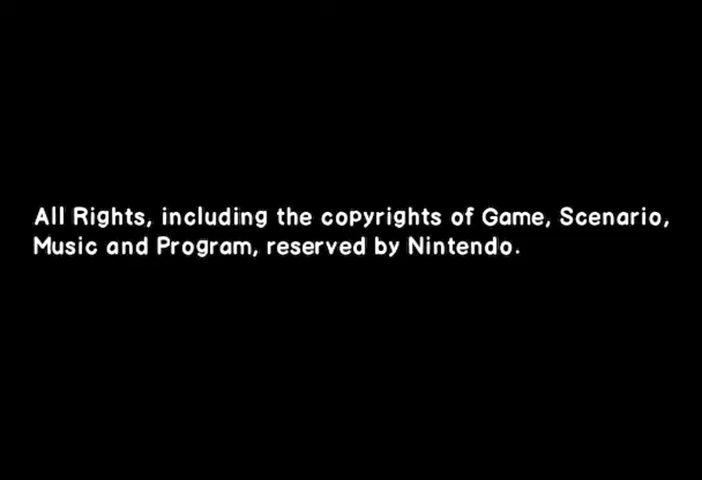 All Rights, including the copyrights of Game, Scenario,
Music and Program, reserved by Nintendo.